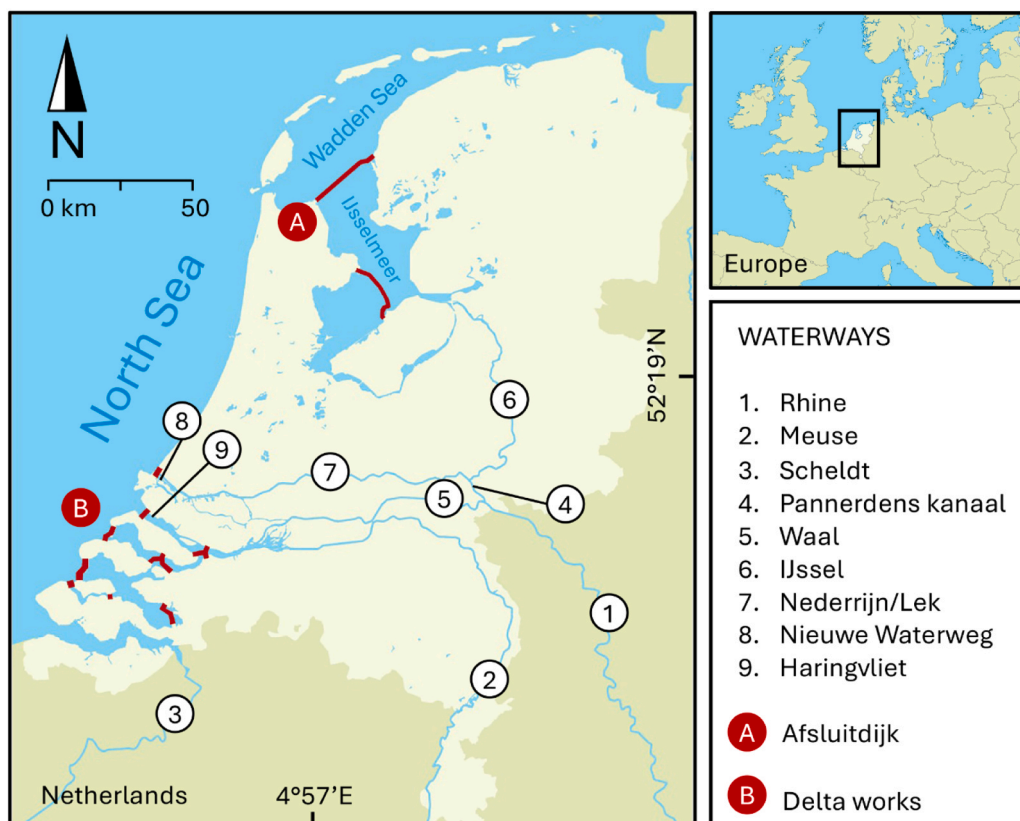 N
0 km 50
Wadden Sea
A
IJsselmeer
North Sea
52°19’N
6
8
9
7
5
4
B
1
2
3
Netherlands
4°57’E
Europe
WATERWAYS
1. Rhine
2. Meuse
3. Scheldt
4. Pannerdens kanaal
5. Waal
6. IJssel
7. Nederrijn/Lek
8. Nieuwe Waterweg
9. Haringvliet
A Afsluitdijk
B Delta works